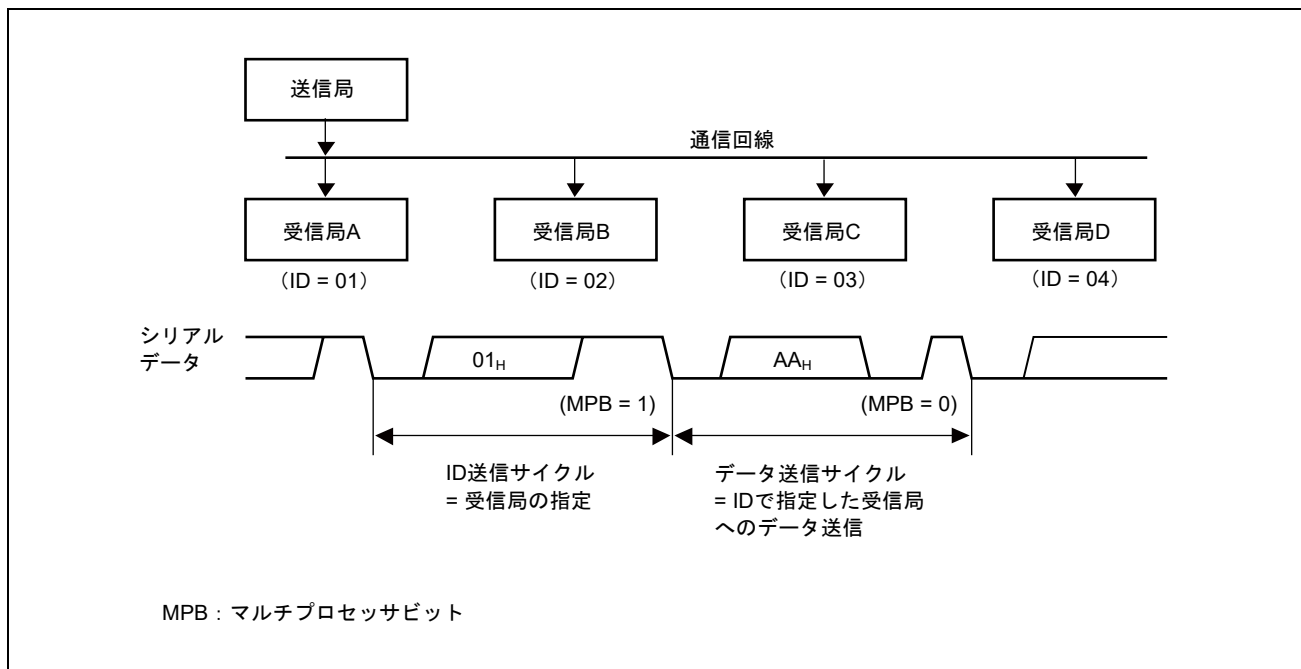 送信局
通信回線
受信局A
受信局B
受信局C
受信局D
（ID = 01）
（ID = 02）
（ID = 03）
（ID = 04）
シリアル
データ
01H
AAH
(MPB = 1)
(MPB = 0)
ID送信サイクル
= 受信局の指定
データ送信サイクル
= IDで指定した受信局
へのデータ送信
MPB：マルチプロセッサビット